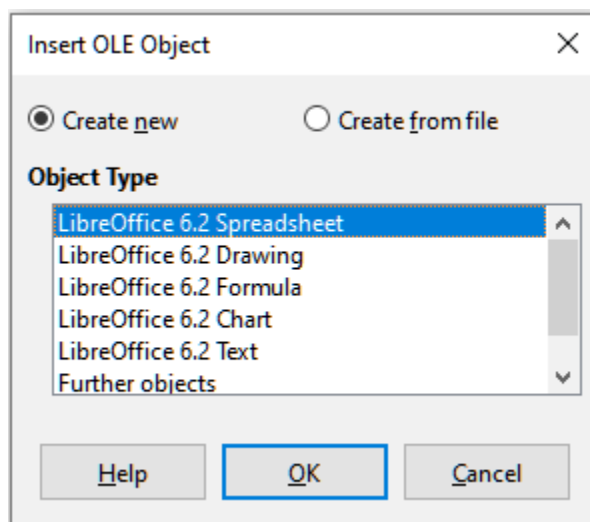 Insert OLE Object
Create new Create from file
Object Type
LibreOffice 6.2 Spreadsheet
LibreOffice 6.2 Drawing
LibreOffice 6.2 Formula
LibreOffice 6.2 Chart
LibreOffice 6.2 Text
Further objects
Help OK Cancel